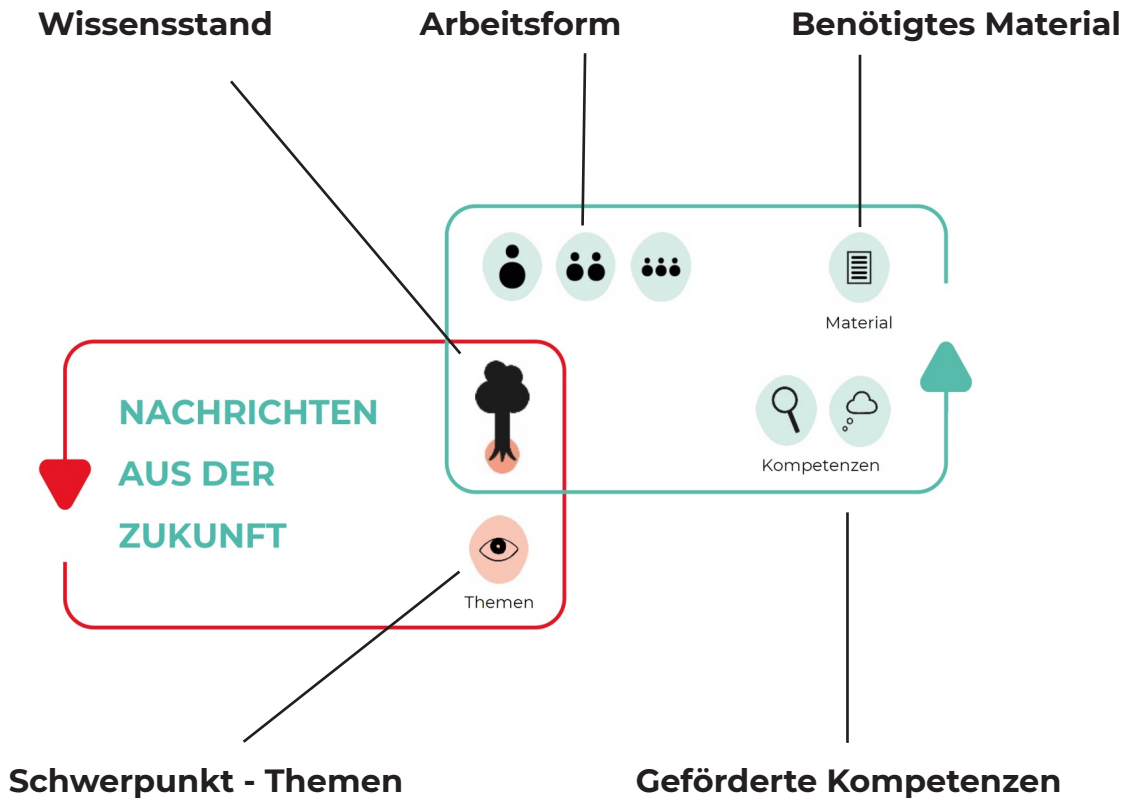 Wissensstand
Arbeitsform
Benötigtes Material
Material
NACHRICHTEN
AUS DER
ZUKUNFT
Kompetenzen
Themen
Schwerpunkt - Themen
Geförderte Kompetenzen